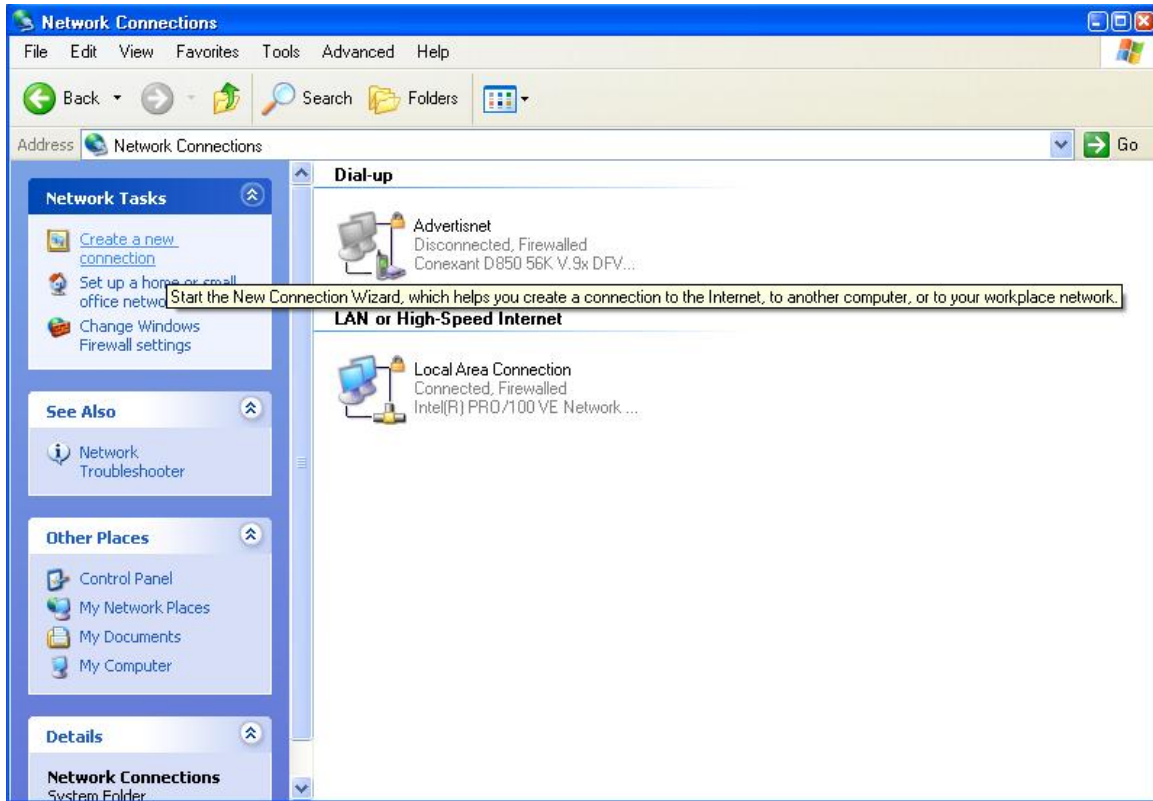 Network Connections
File Edit View Favorites Tools Advanced Help
Back Search Folders
Address Network Connections Go
Network Tasks
Create a new
connection
Set up a home or small
office netwo
Change Windows
Firewall settings
See Also
Network
Troubleshooter
Other Places
Control Panel
My Network Places
My Documents
My Computer
Details
Network Connections
System Folder
Dial-up
Advertisnet
Disconnected, Firewalled
Conexant D850 56K V.9x DFV...
Start the New Connection Wizard, which helps you create a connection to the Internet, to another computer, or to your workplace network.
LAN or High-Speed Internet
Local Area Connection
Connected, Firewalled
Intel(R) PRO/100 VE Network ...